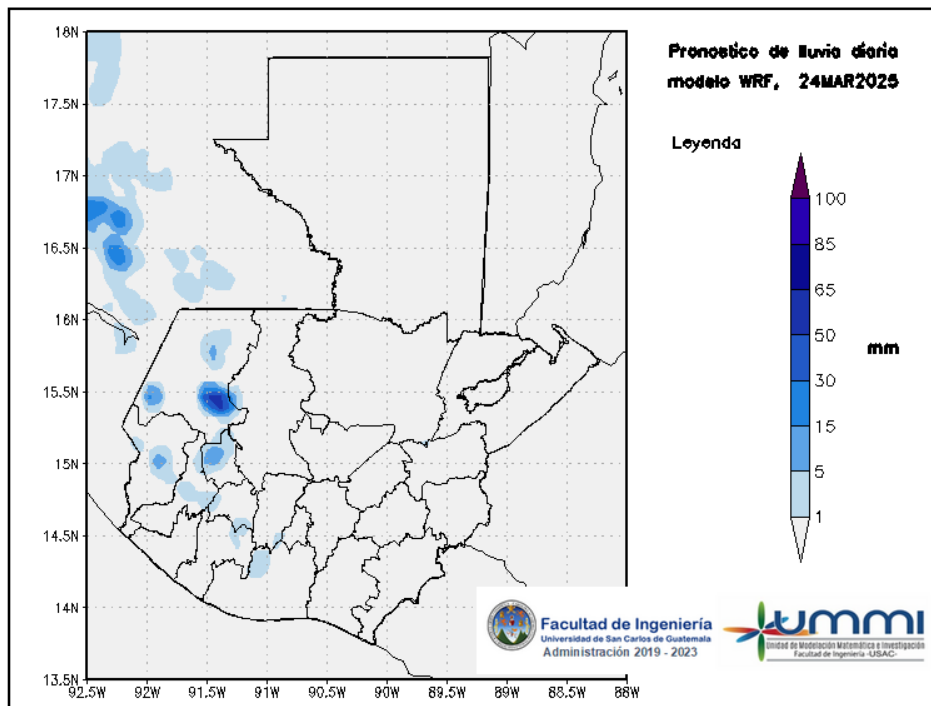 Pronostico de lluvia diaria
modelo WRF, 24MAR2025
Leyenda
100
85
65
50
30
15
5
1
mm
18N
17.5N
17N
16.5N
16N
15.5N
15N
14.5N
14N
13.5N
92.5W 92W 91.5W 91W 90.5W 90W 89.5W 89W 88.5W 88W
Facultad de Ingeniería
Universidad de San Carlos de Guatemala
Administración 2019 - 2023
ummi
Unidad de Modelación Matemática e Investigación
Facultad de Ingeniería -USAC-